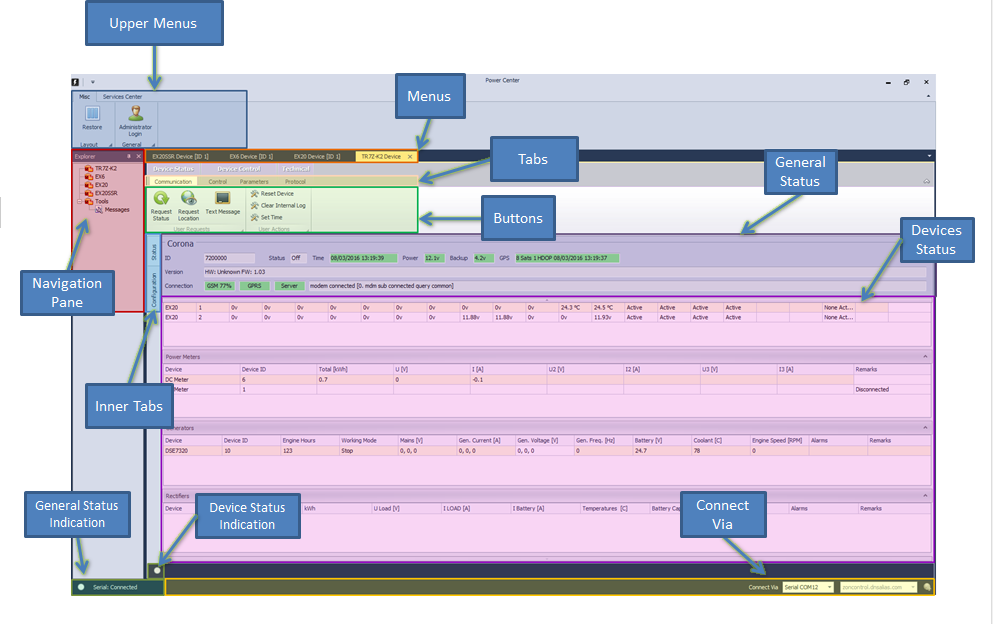 Upper Menus
Power Center
Misc Services Center
Menus
Restore
Administrator Login
Layout
General
Explorer
EX20SSR Device [ID 1] EX6 Device [ID 1] EX20 Device [ID 1] TR7Z-K2 Device
Tabs
General Status
TR7Z-K2
EX6
EX20
EX20SSR
Tools
Messages
Device Status Device Control Technical
Communication Control Parameters Protocol
Request Status
Request Location
Text Message
Reset Device
Clear Internal Log
Set Time
User Requests
User Actions
Buttons
Devices Status
Navigation Pane
Status
Configuration
Corona
ID 7200000 Status Off Time 08/03/2016 13:19:39 Power 12.1v Backup 4.2v GPS 8 Sats 1 HDOP 08/03/2016 13:19:37
Version HW: Unknown FW: 1.03
Connection GSM 77% GPRS Server modem connected [0. mdm sub connected query common]
EX20 1 0v 0v 0v 0v 0v 0v 0v 0v 0v 0v 24.3 ℃ 24.5 ℃ Active Active Active Active None Act...
EX20 2 0v 0v 0v 0v 0v 0v 0v 11.88v 11.88v 0v 11.93v Active Active Active Active None Act...
Power Meters
Device Device ID Total [kWh] U [V] I [A] U2 [V] I2 [A] U3 [V] I3 [A] Remarks
DC Meter 6 0.7 0 -0.1
Meter 1 Disconnected
Inner Tabs
Device Device ID Engine Hours Working Mode Mains [V] Gen. Current [A] Gen. Voltage [V] Gen. Freq. [Hz] Battery [V] Coolant [C] Engine Speed [RPM] Alarms Remarks
DSE7320 10 123 Stop 0, 0, 0 0, 0, 0 0, 0, 0 0 24.7 78 0
Rectifiers
Device kWh U Load [V] I LOAD [A] I Battery [A] Temperatures [C] Battery Cap Alarms Remarks
General Status Indication
Device Status Indication
Connect Via
Serial: Connected
Connect Via Serial COM12